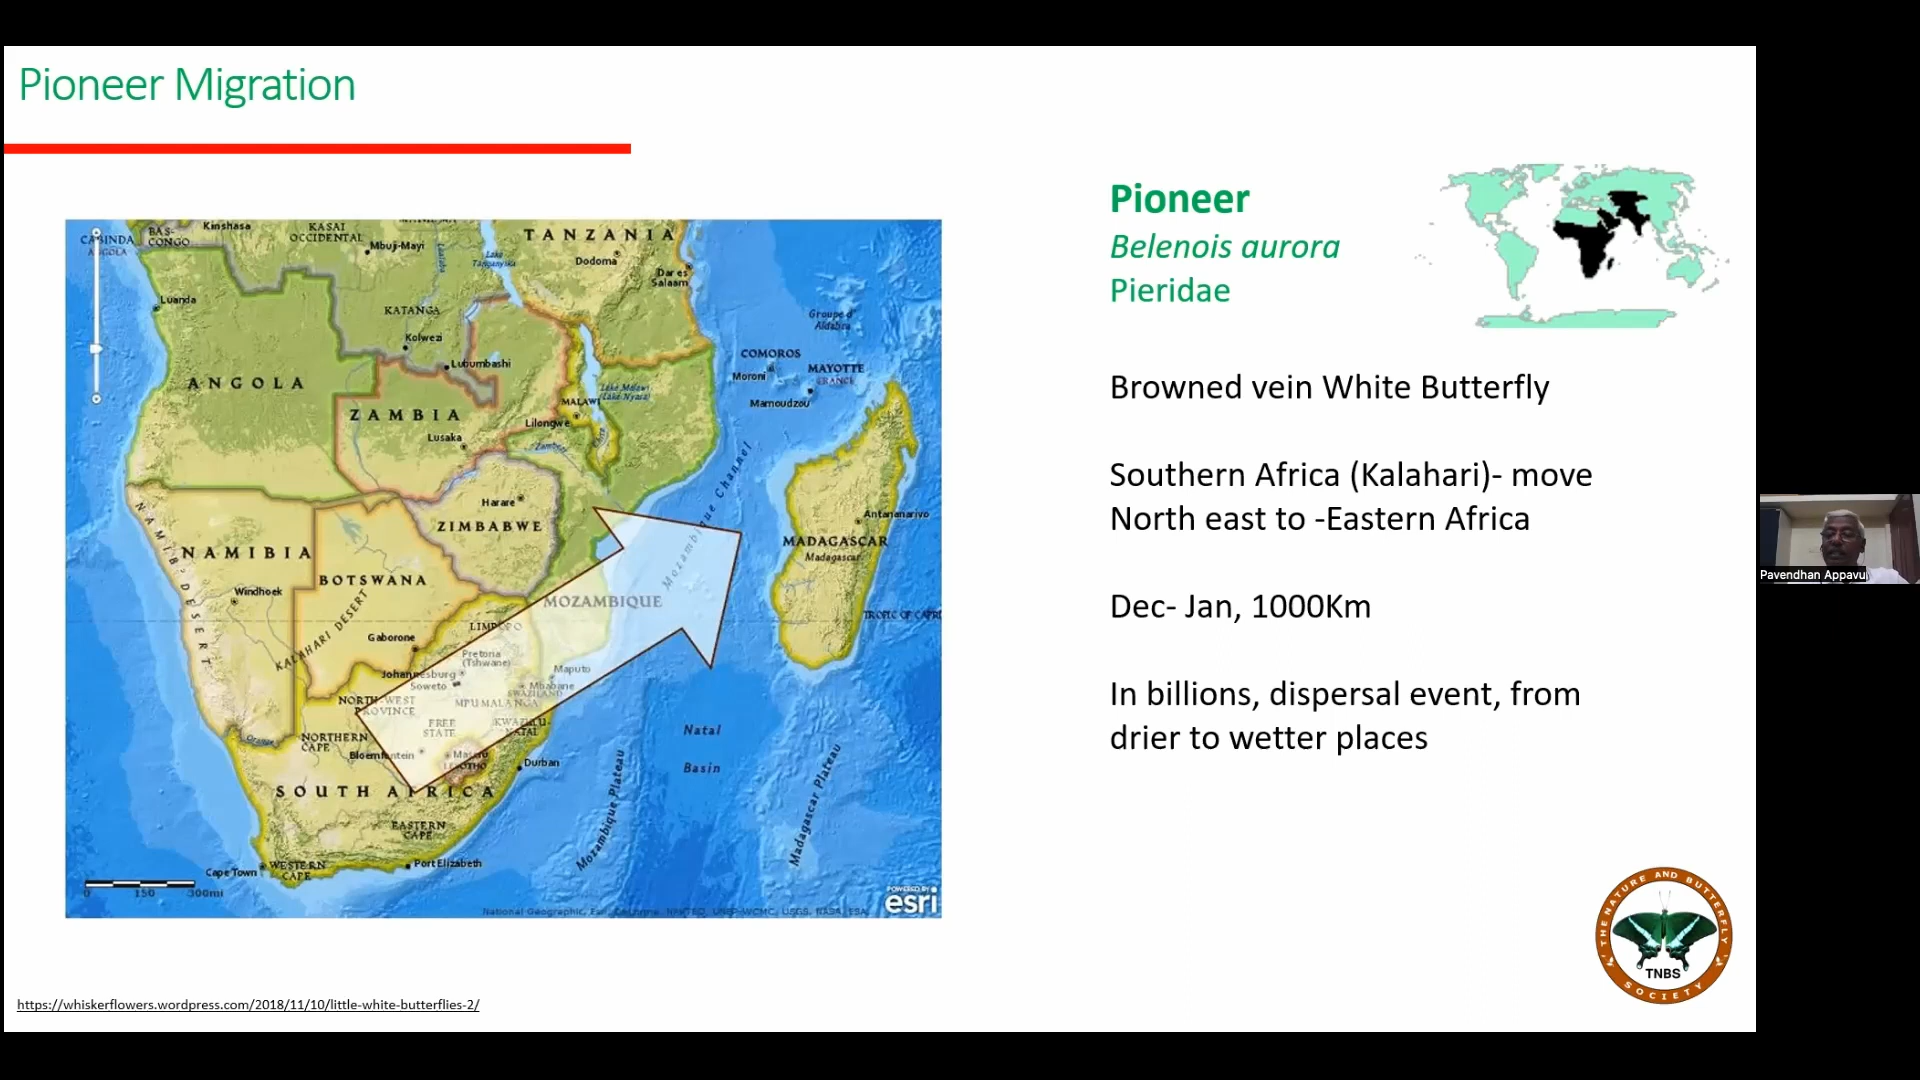 Pioneer Migration
Pioneer
Belenois aurora
Pieridae
Browned vein White Butterfly
Southern Africa (Kalahari)- move
North east to -Eastern Africa
Dec- Jan, 1000Km
In billions, dispersal event, from
drier to wetter places
CABINDA
ANGOLA
BAS-
CONGO
Kinshasa
KASAI
OCCIDENTAL
Mbuji-Mayi
Lake
Tanganyika
TANZANIA
Dodoma
Dar es
Salaam
Luanda
KATANGA
Kolwezi
Lubumbashi
Groupe d'
Aldabra
COMOROS
Moroni
MAYOTTE
FRANCE
Mamoudzou
ANGOLA
ZAMBIA
Lusaka
MALAWI
Lake Malawi
(Lake Nyasa)
Lilongwe
Zambezi
Shire
Mozambique Channel
Harare
ZIMBABWE
Antananarivo
MADAGASCAR
Madagascar
NAMIB DESERT
NAMIBIA
Windhoek
BOTSWANA
KALAHARI DESERT
Gaborone
MOZAMBIQUE
TROPIC OF CAPRI
LIMPOPO
Pretoria
(Tshwane)
Johannesburg
Soweto
Maputo
Mbabane
SWAZILAND
NORTH-WEST
PROVINCE
MPUMALANGA
FREE
STATE
KWAZULU-
NATAL
NORTHERN
CAPE
Orange
Bloemfontein
Maseru
LESOTHO
Durban
Natal
Basin
SOUTH AFRICA
EASTERN
CAPE
Port Elizabeth
Cape Town
WESTERN
CAPE
Mozambique Plateau
Madagascar Plateau
0 150 300mi
POWERED BY
esri
National Geographic, Esri, DeLorme, NAVTEQ, UNEP-WCMC, USGS, NASA, ESA,
Pavendhan Appavu
THE NATURE AND BUTTERFLY
TNBS
SOCIETY
https://whiskerflowers.wordpress.com/2018/11/10/little-white-butterflies-2/